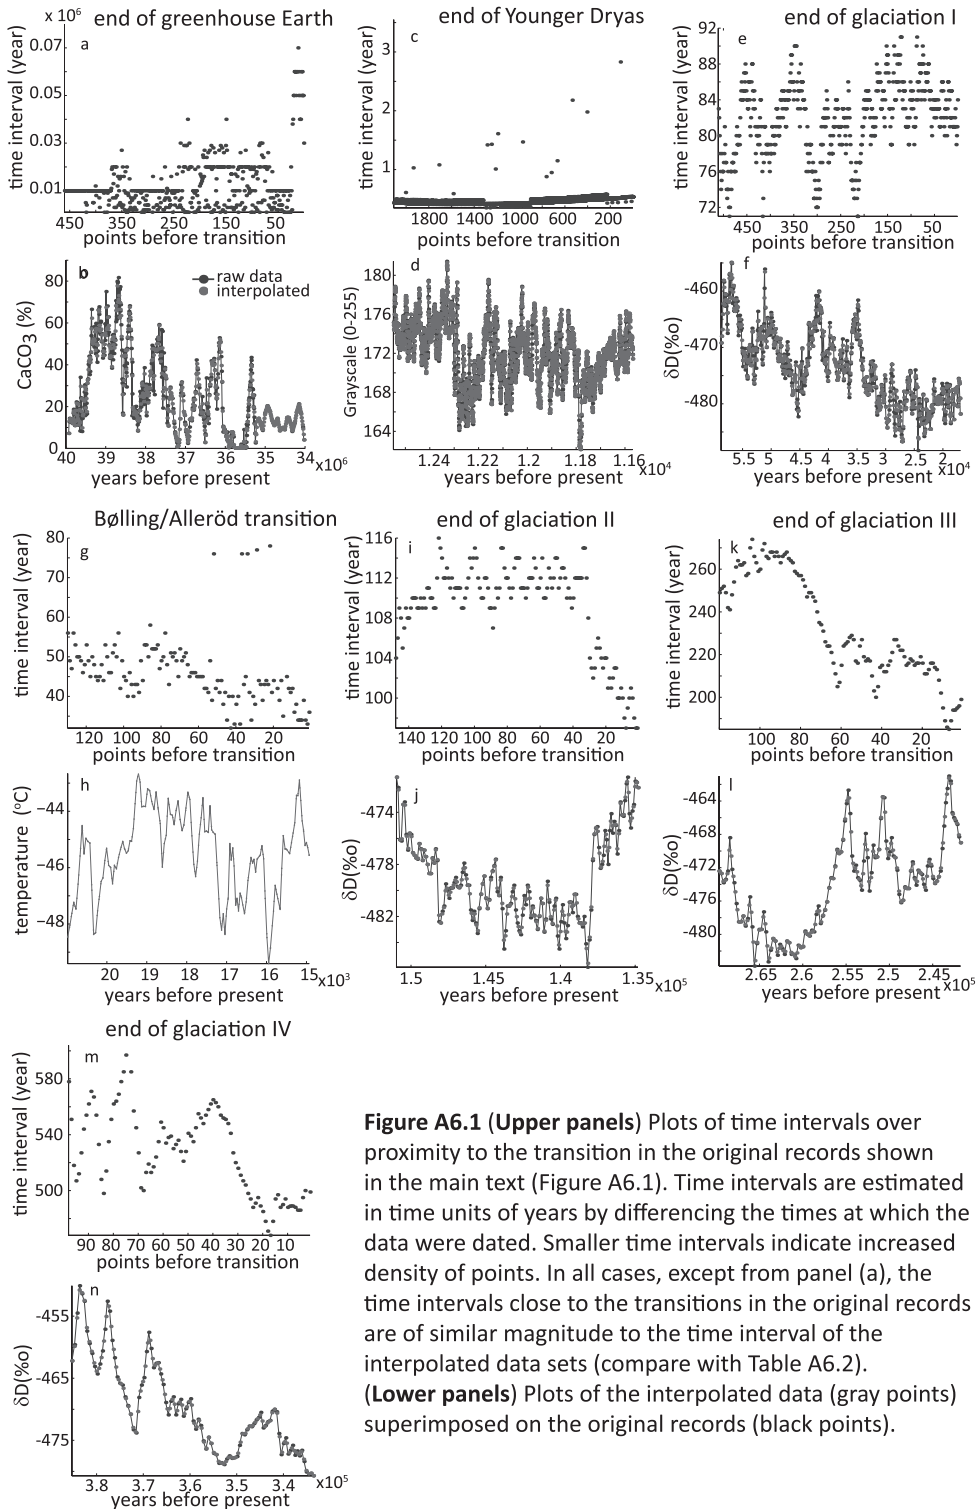 end of greenhouse Earth
x 10⁶
a
time interval (year)
0.07
0.05
0.03
0.01
450 350 250 150 50 0
points before transition
end of Younger Dryas
c
time interval (year)
3
2
1
1800 1400 1000 600 200
points before transition
end of glaciation I
e
time interval (year)
92
88
84
80
76
72
450 350 250 150 50
points before transition
b
raw data
interpolated
CaCO₃ (%)
80
60
40
20
0
40 39 38 37 36 35 34
x10⁶
years before present
d
Grayscale (0-255)
180
176
172
168
164
1.24 1.22 1.2 1.18 1.16
x10⁴
years before present
f
δD(%o)
-460
-470
-480
5.5 5 4.5 4 3.5 3 2.5 2
x10⁴
years before present
Bølling/Alleröd transition
g
time interval (year)
80
70
60
50
40
120 100 80 60 40 20
points before transition
end of glaciation II
i
time interval (year)
116
112
108
104
100
140 120 100 80 60 40 20
points before transition
end of glaciation III
k
time interval (year)
260
240
220
200
100 80 60 40 20
points before transition
h
temperature (°C)
−44
−46
−48
20 19 18 17 16 15
x10³
years before present
j
δD(%o)
-474
-478
-482
1.5 1.45 1.4 1.35
x10⁵
years before present
l
δD(%o)
-464
-468
-472
-476
-480
2.65 2.6 2.55 2.5 2.45
x10⁵
years before present
end of glaciation IV
m
time interval (year)
580
540
500
90 80 70 60 50 40 30 20 10
points before transition
n
δD(%o)
-455
-465
-475
3.8 3.7 3.6 3.5 3.4
x10⁵
years before present
Figure A6.1 (Upper panels) Plots of time intervals over
proximity to the transition in the original records shown
in the main text (Figure A6.1). Time intervals are estimated
in time units of years by differencing the times at which the
data were dated. Smaller time intervals indicate increased
density of points. In all cases, except from panel (a), the
time intervals close to the transitions in the original records
are of similar magnitude to the time interval of the
interpolated data sets (compare with Table A6.2).
(Lower panels) Plots of the interpolated data (gray points)
superimposed on the original records (black points).